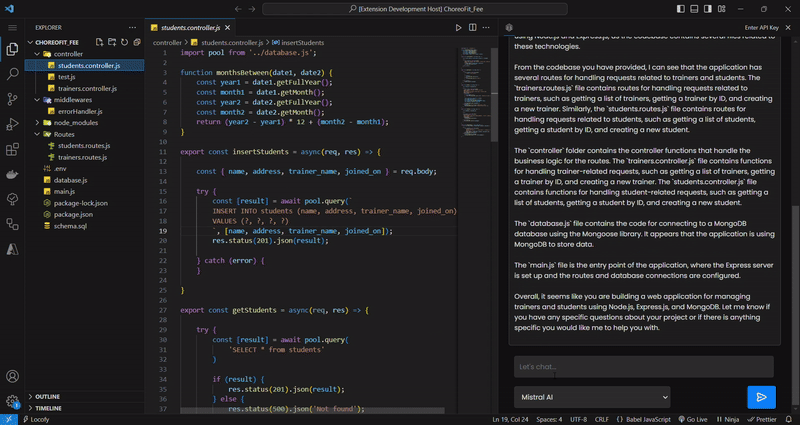 [Extension Development Host] ChoreoFit_Fee
EXPLORER
CHOREOFIT_FEE
controller
students.controller.js
test.js
trainers.controller.js
middlewares
errorHandler.js
node_modules
Routes
students.routes.js
trainers.routes.js
.env
database.js
main.js
package-lock.json
package.json
schema.sql
OUTLINE
TIMELINE
students.controller.js
controller > students.controller.js > insertStudents
1 import pool from '../database.js';
2
3 function monthsBetween(date1, date2) {
4 const year1 = date1.getFullYear();
5 const month1 = date1.getMonth();
6 const year2 = date2.getFullYear();
7 const month2 = date2.getMonth();
8 return (year2 - year1) * 12 + (month2 - month1);
9 }
10
11 export const insertStudents = async(req, res) => {
12
13 const { name, address, trainer_name, joined_on } = req.body;
14
15 try {
16 const [result] = await pool.query(`
17 INSERT INTO students (name, address, trainer_name, joined_on)
18 VALUES (?, ?, ?, ?)
19 `, [name, address, trainer_name, joined_on]);
20 res.status(201).json(result);
21
22 } catch (error) {
23 }
24
25 }
26
27 export const getStudents = async(req, res) => {
28
29 try {
30 const [result] = await pool.query(
31 'SELECT * from students'
32 )
33
34 if (result) {
35 res.status(201).json(result);
36 } else {
37 res.status(500).json('Not found');
Enter API Key
using Node.js and Express.js, as the codebase contains several files related to
these technologies.
From the codebase you have provided, I can see that the application has
several routes for handling requests related to trainers and students. The
`trainers.routes.js` file contains routes for handling requests related to
trainers, such as getting a list of trainers, getting a trainer by ID, and creating
a new trainer. Similarly, the `students.routes.js` file contains routes for
handling requests related to students, such as getting a list of students,
getting a student by ID, and creating a new student.
The `controller` folder contains the controller functions that handle the
business logic for the routes. The `trainers.controller.js` file contains functions
for handling trainer-related requests, such as getting a list of trainers, getting
a trainer by ID, and creating a new trainer. The `students.controller.js` file
contains functions for handling student-related requests, such as getting a
list of students, getting a student by ID, and creating a new student.
The `database.js` file contains the code for connecting to a MongoDB
database using the Mongoose library. It appears that the application is using
MongoDB to store data.
The `main.js` file is the entry point of the application, where the Express server
is set up and the routes and database connections are configured.
Overall, it seems like you are building a web application for managing
trainers and students using Node.js, Express.js, and MongoDB. Let me know if
you have any specific questions about your project or if there is anything
specific you would like me to help you with.
Let's chat...
Mistral AI
Locofy
Ln 19, Col 24
Spaces: 4
UTF-8
CRLF
{} Babel JavaScript
Go Live
Ninja
Prettier